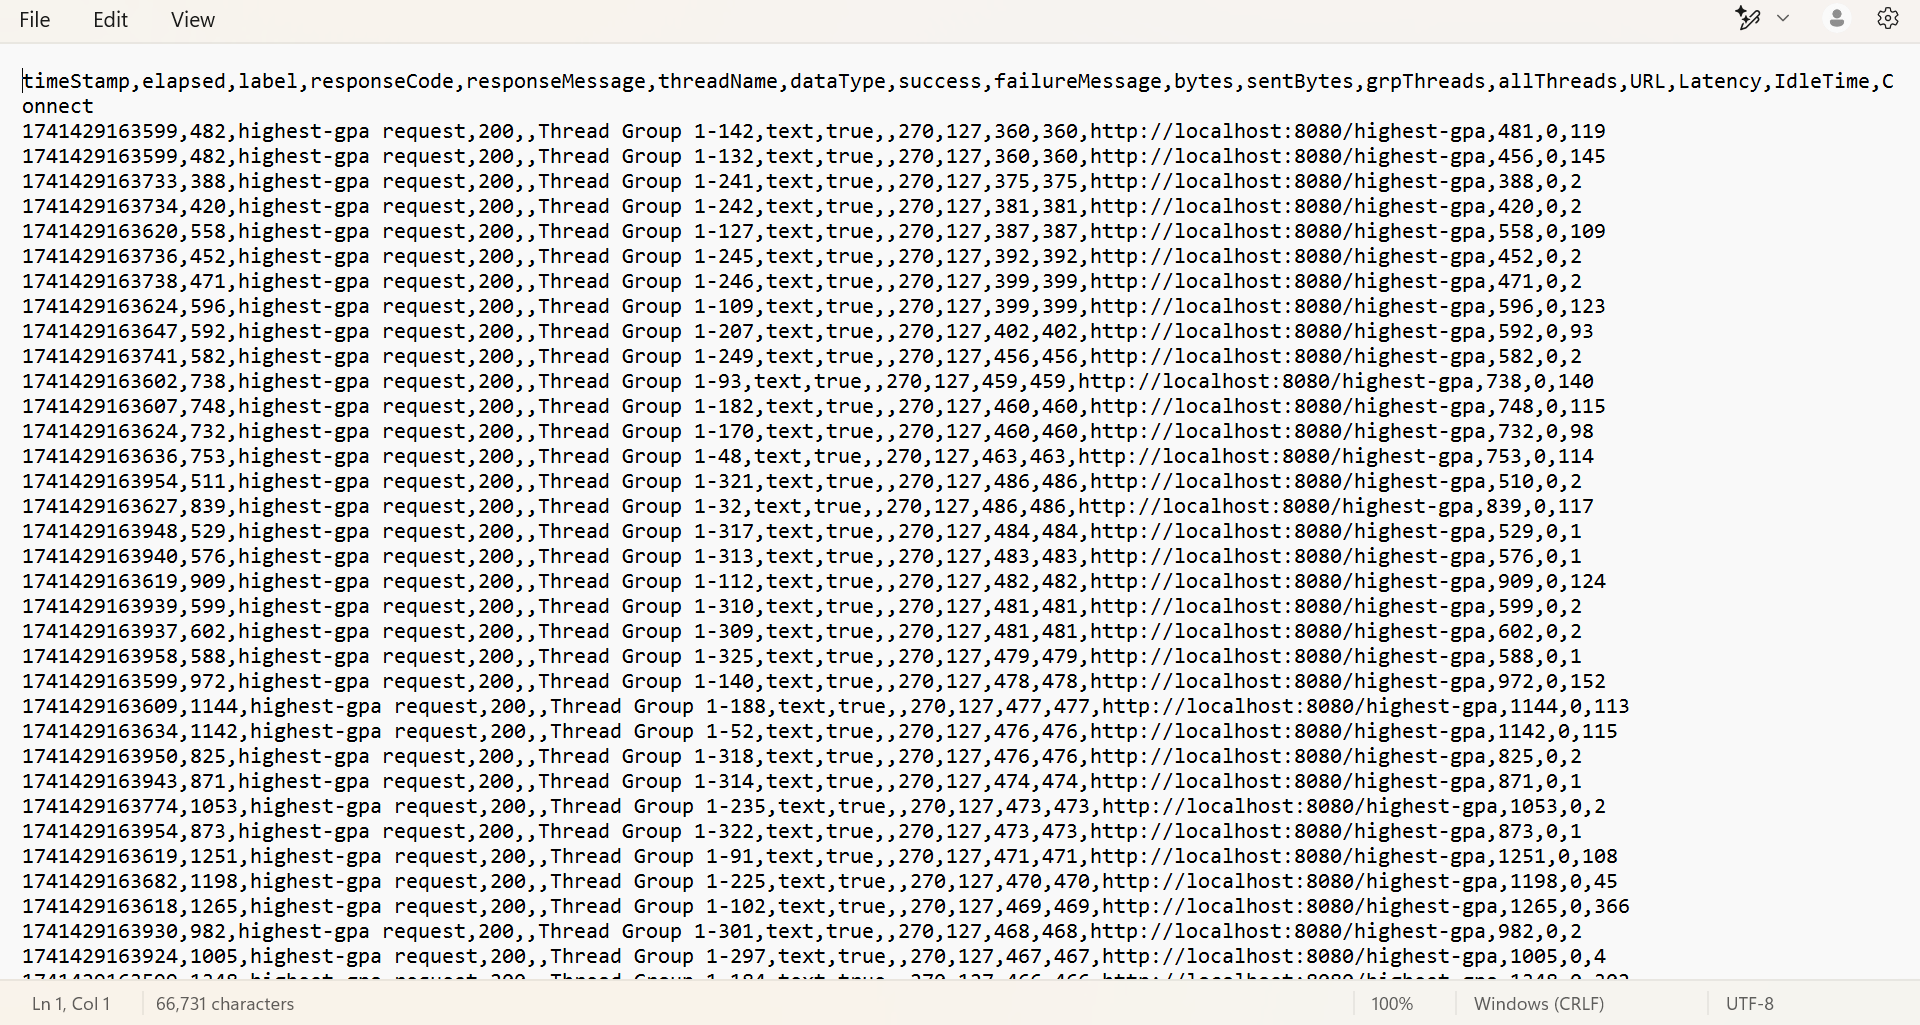 File Edit View
timeStamp,elapsed,label,responseCode,responseMessage,threadName,dataType,success,failureMessage,bytes,sentBytes,grpThreads,allThreads,URL,Latency,IdleTime,C
onnect
1741429163599,482,highest-gpa request,200,,Thread Group 1-142,text,true,,270,127,360,360,http://localhost:8080/highest-gpa,481,0,119
1741429163599,482,highest-gpa request,200,,Thread Group 1-132,text,true,,270,127,360,360,http://localhost:8080/highest-gpa,456,0,145
1741429163733,388,highest-gpa request,200,,Thread Group 1-241,text,true,,270,127,375,375,http://localhost:8080/highest-gpa,388,0,2
1741429163734,420,highest-gpa request,200,,Thread Group 1-242,text,true,,270,127,381,381,http://localhost:8080/highest-gpa,420,0,2
1741429163620,558,highest-gpa request,200,,Thread Group 1-127,text,true,,270,127,387,387,http://localhost:8080/highest-gpa,558,0,109
1741429163736,452,highest-gpa request,200,,Thread Group 1-245,text,true,,270,127,392,392,http://localhost:8080/highest-gpa,452,0,2
1741429163738,471,highest-gpa request,200,,Thread Group 1-246,text,true,,270,127,399,399,http://localhost:8080/highest-gpa,471,0,2
1741429163624,596,highest-gpa request,200,,Thread Group 1-109,text,true,,270,127,399,399,http://localhost:8080/highest-gpa,596,0,123
1741429163647,592,highest-gpa request,200,,Thread Group 1-207,text,true,,270,127,402,402,http://localhost:8080/highest-gpa,592,0,93
1741429163741,582,highest-gpa request,200,,Thread Group 1-249,text,true,,270,127,456,456,http://localhost:8080/highest-gpa,582,0,2
1741429163602,738,highest-gpa request,200,,Thread Group 1-93,text,true,,270,127,459,459,http://localhost:8080/highest-gpa,738,0,140
1741429163607,748,highest-gpa request,200,,Thread Group 1-182,text,true,,270,127,460,460,http://localhost:8080/highest-gpa,748,0,115
1741429163624,732,highest-gpa request,200,,Thread Group 1-170,text,true,,270,127,460,460,http://localhost:8080/highest-gpa,732,0,98
1741429163636,753,highest-gpa request,200,,Thread Group 1-48,text,true,,270,127,463,463,http://localhost:8080/highest-gpa,753,0,114
1741429163954,511,highest-gpa request,200,,Thread Group 1-321,text,true,,270,127,486,486,http://localhost:8080/highest-gpa,510,0,2
1741429163627,839,highest-gpa request,200,,Thread Group 1-32,text,true,,270,127,486,486,http://localhost:8080/highest-gpa,839,0,117
1741429163948,529,highest-gpa request,200,,Thread Group 1-317,text,true,,270,127,484,484,http://localhost:8080/highest-gpa,529,0,1
1741429163940,576,highest-gpa request,200,,Thread Group 1-313,text,true,,270,127,483,483,http://localhost:8080/highest-gpa,576,0,1
1741429163619,909,highest-gpa request,200,,Thread Group 1-112,text,true,,270,127,482,482,http://localhost:8080/highest-gpa,909,0,124
1741429163939,599,highest-gpa request,200,,Thread Group 1-310,text,true,,270,127,481,481,http://localhost:8080/highest-gpa,599,0,2
1741429163937,602,highest-gpa request,200,,Thread Group 1-309,text,true,,270,127,481,481,http://localhost:8080/highest-gpa,602,0,2
1741429163958,588,highest-gpa request,200,,Thread Group 1-325,text,true,,270,127,479,479,http://localhost:8080/highest-gpa,588,0,1
1741429163599,972,highest-gpa request,200,,Thread Group 1-140,text,true,,270,127,478,478,http://localhost:8080/highest-gpa,972,0,152
1741429163609,1144,highest-gpa request,200,,Thread Group 1-188,text,true,,270,127,477,477,http://localhost:8080/highest-gpa,1144,0,113
1741429163634,1142,highest-gpa request,200,,Thread Group 1-52,text,true,,270,127,476,476,http://localhost:8080/highest-gpa,1142,0,115
1741429163950,825,highest-gpa request,200,,Thread Group 1-318,text,true,,270,127,476,476,http://localhost:8080/highest-gpa,825,0,2
1741429163943,871,highest-gpa request,200,,Thread Group 1-314,text,true,,270,127,474,474,http://localhost:8080/highest-gpa,871,0,1
1741429163774,1053,highest-gpa request,200,,Thread Group 1-235,text,true,,270,127,473,473,http://localhost:8080/highest-gpa,1053,0,2
1741429163954,873,highest-gpa request,200,,Thread Group 1-322,text,true,,270,127,473,473,http://localhost:8080/highest-gpa,873,0,1
1741429163619,1251,highest-gpa request,200,,Thread Group 1-91,text,true,,270,127,471,471,http://localhost:8080/highest-gpa,1251,0,108
1741429163682,1198,highest-gpa request,200,,Thread Group 1-225,text,true,,270,127,470,470,http://localhost:8080/highest-gpa,1198,0,45
1741429163618,1265,highest-gpa request,200,,Thread Group 1-102,text,true,,270,127,469,469,http://localhost:8080/highest-gpa,1265,0,366
1741429163930,982,highest-gpa request,200,,Thread Group 1-301,text,true,,270,127,468,468,http://localhost:8080/highest-gpa,982,0,2
1741429163924,1005,highest-gpa request,200,,Thread Group 1-297,text,true,,270,127,467,467,http://localhost:8080/highest-gpa,1005,0,4
Ln 1, Col 1 66,731 characters 100% Windows (CRLF) UTF-8